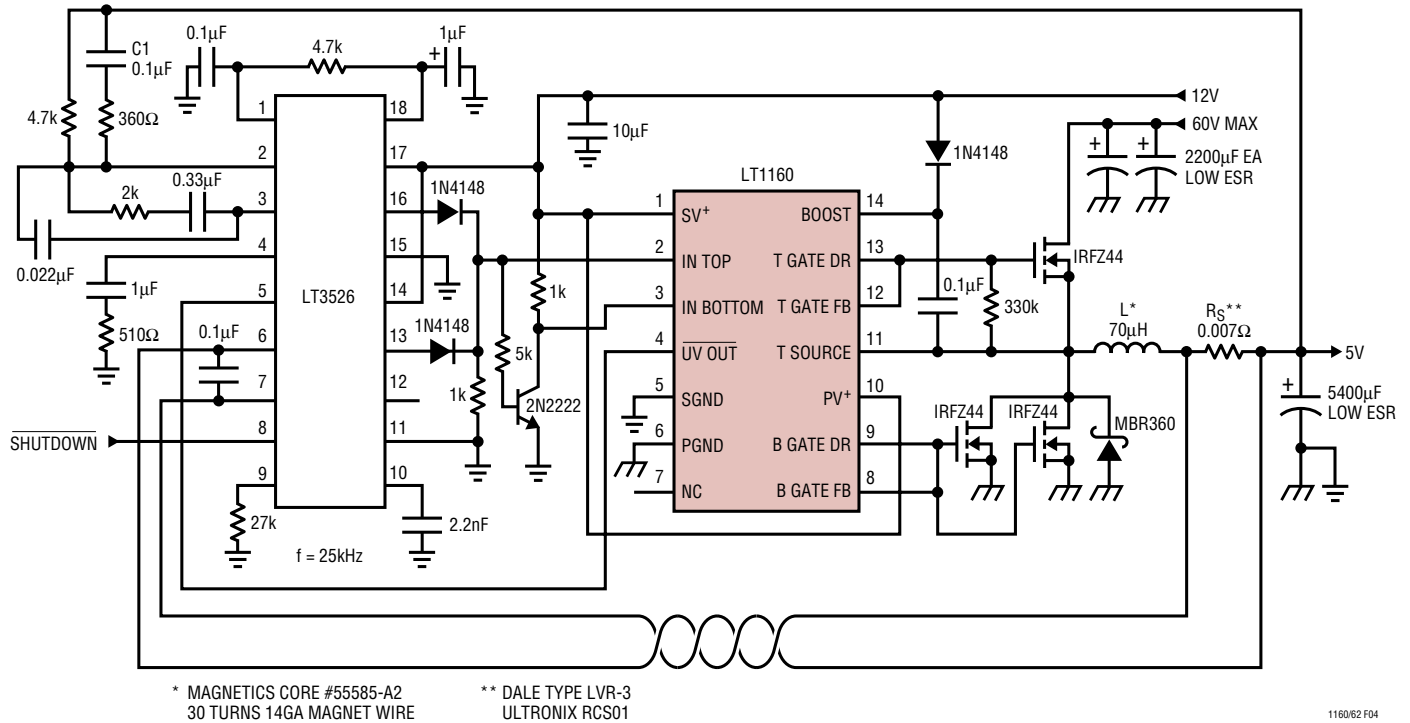 C1
0.1µF
0.1µF
4.7k
+
1µF
4.7k
360Ω
1
18
2
17
3
16
4
15
5
14
6
13
7
12
8
11
9
10
LT3526
2k
0.33µF
0.022µF
1µF
510Ω
0.1µF
SHUTDOWN
27k
f = 25kHz
2.2nF
1N4148
1N4148
1k
5k
1k
2N2222
10µF
12V
60V MAX
+
+
2200µF EA
LOW ESR
1N4148
LT1160
1
SV+
BOOST
14
2
IN TOP
T GATE DR
13
3
IN BOTTOM
T GATE FB
12
4
UV OUT
T SOURCE
11
5
SGND
PV+
10
6
PGND
B GATE DR
9
7
NC
B GATE FB
8
0.1µF
330k
IRFZ44
L*
70µH
RS**
0.007Ω
5V
+
5400µF
LOW ESR
IRFZ44
IRFZ44
MBR360
* MAGNETICS CORE #55585-A2
30 TURNS 14GA MAGNET WIRE
** DALE TYPE LVR-3
ULTRONIX RCS01
1160/62 F04